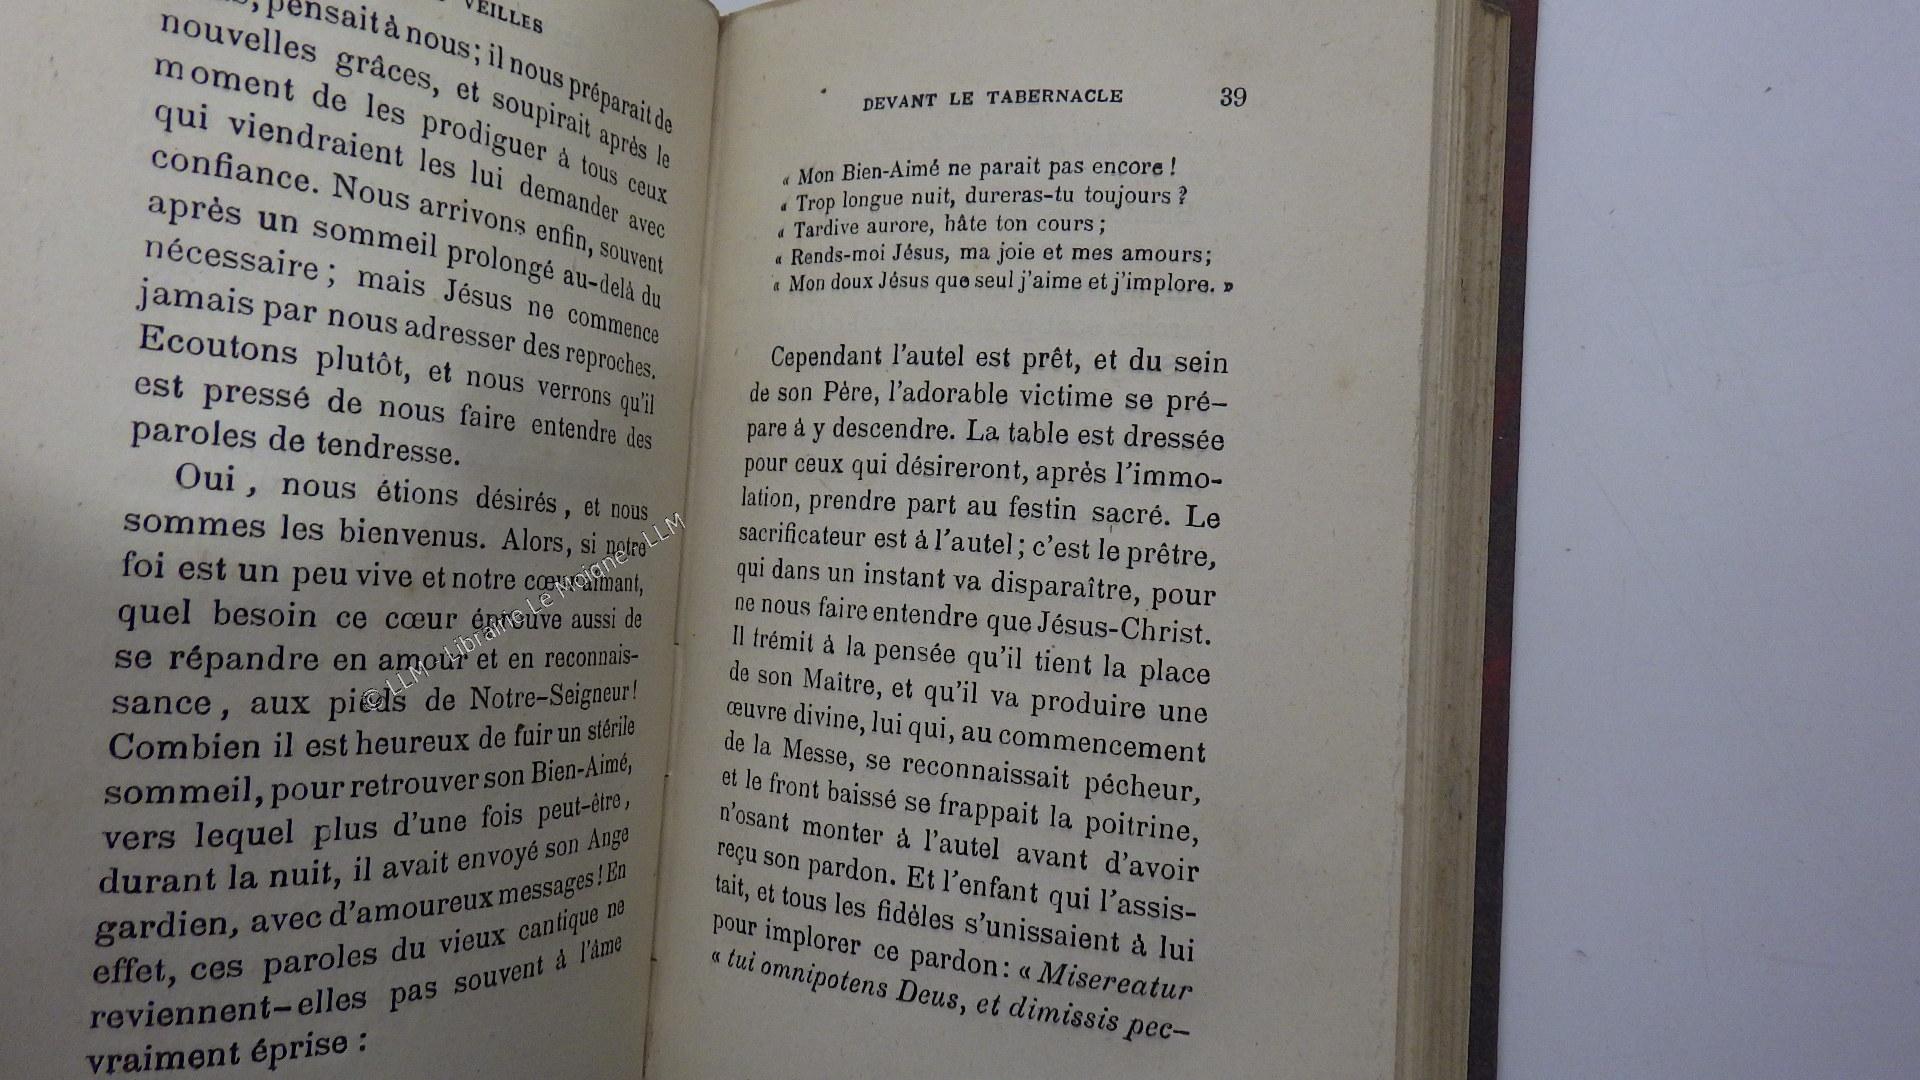 VEILLES
pensait à nous; il nous préparait de
nouvelles grâces, et soupirait après le
moment de les prodiguer à tous ceux
qui viendraient les lui demander avec
confiance. Nous arrivons enfin, souvent
après un sommeil prolongé au-delà du
nécessaire; mais Jésus ne commence
jamais par nous adresser des reproches.
Ecoutons plutôt, et nous verrons qu'il
est pressé de nous faire entendre des
paroles de tendresse.
Oui, nous étions désirés, et nous
sommes les bienvenus. Alors, si notre
foi est un peu vive et notre cœur aimant,
quel besoin ce cœur éprouve aussi de
se répandre en amour et en reconnais-
sance, aux pieds de Notre-Seigneur!
Combien il est heureux de fuir un stérile
sommeil, pour retrouver son Bien-Aimé,
vers lequel plus d'une fois peut-être,
durant la nuit, il avait envoyé son Ange
gardien, avec d'amoureux messages! En
effet, ces paroles du vieux cantique ne
reviennent-elles pas souvent à l'âme
vraiment éprise :
© LLM - Librairie Le Moiane - LLM
DEVANT LE TABERNACLE 39
« Mon Bien-Aimé ne parait pas encore !
« Trop longue nuit, dureras-tu toujours ?
« Tardive aurore, hâte ton cours ;
« Rends-moi Jésus, ma joie et mes amours;
« Mon doux Jésus que seul j'aime et j'implore. »
Cependant l'autel est prêt, et du sein
de son Père, l'adorable victime se pré-
pare à y descendre. La table est dressée
pour ceux qui désireront, après l'immo-
lation, prendre part au festin sacré. Le
sacrificateur est à l'autel; c'est le prêtre,
qui dans un instant va disparaître, pour
ne nous faire entendre que Jésus-Christ.
Il trémit à la pensée qu'il tient la place
de son Maître, et qu'il va produire une
œuvre divine, lui qui, au commencement
de la Messe, se reconnaissait pécheur,
et le front baissé se frappait la poitrine,
n'osant monter à l'autel avant d'avoir
reçu son pardon. Et l'enfant qui l'assis-
tait, et tous les fidèles s'unissaient à lui
pour implorer ce pardon: « Misereatur
« tui omnipotens Deus, et dimissis pec-